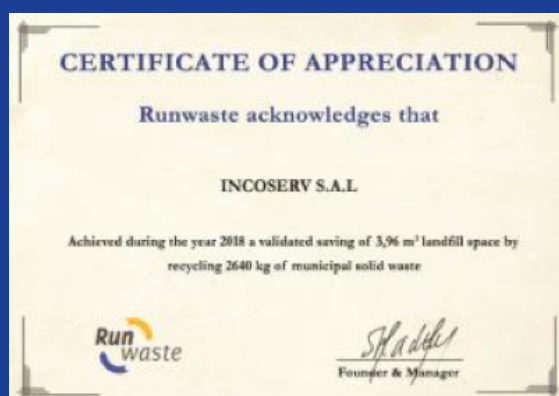 CERTIFICATE OF APPRECIATION
Runwaste acknowledges that
INCOSERV S.A.L
Achieved during the year 2018 a validated saving of 3,96 m³ landfill space by
recycling 2640 kg of municipal solid waste
Run
waste
Founder & Manager